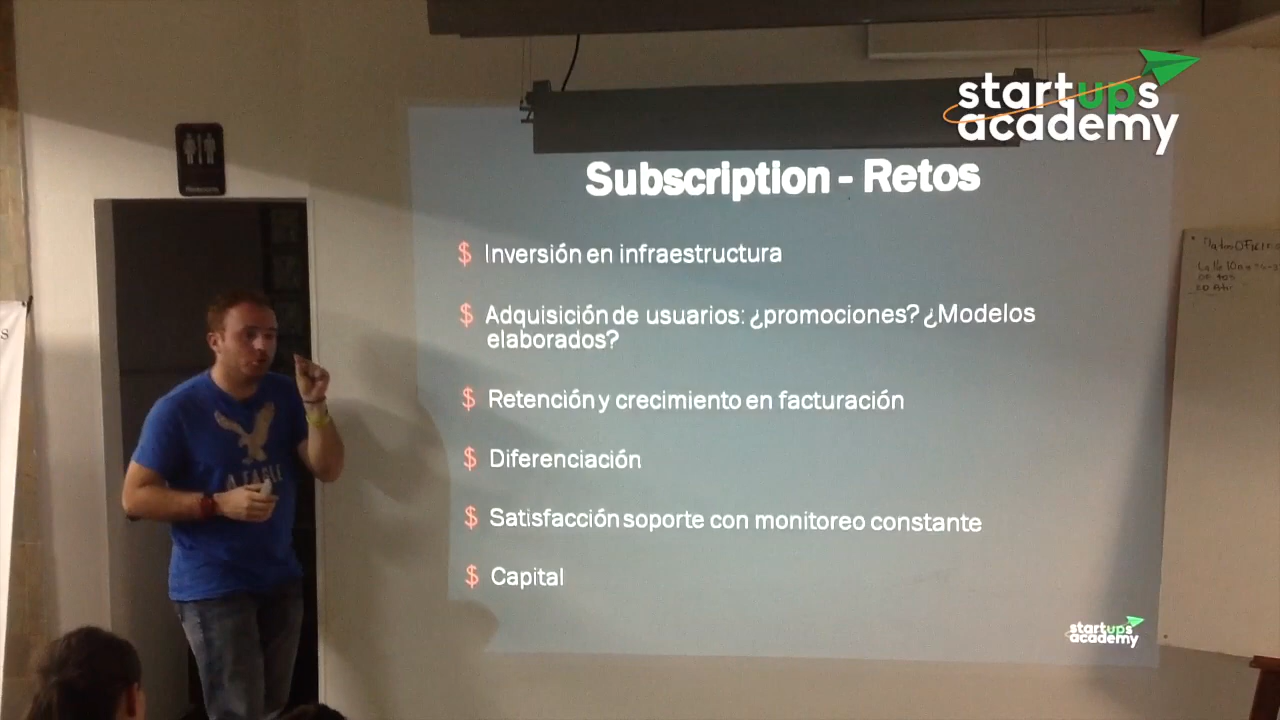 startups
academy
Subscription - Retos
$ Inversión en infraestructura
$ Adquisición de usuarios: ¿promociones? ¿Modelos
elaborados?
$ Retención y crecimiento en facturación
$ Diferenciación
$ Satisfacción soporte con monitoreo constante
$ Capital
startups
academy